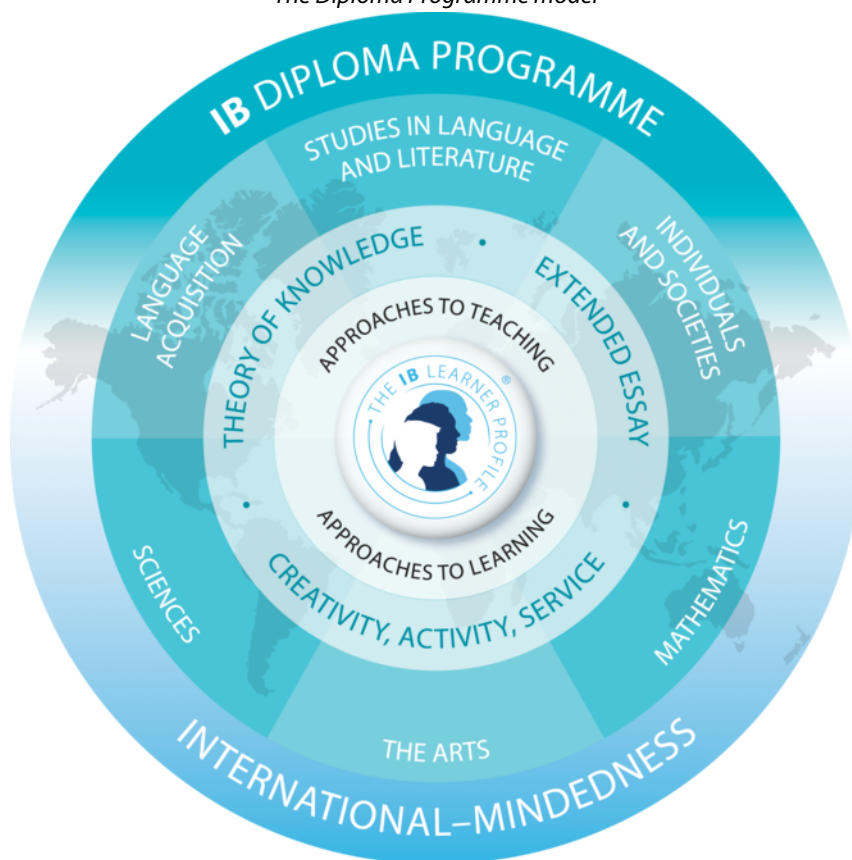 The Diploma Programme model
IB DIPLOMA PROGRAMME
STUDIES IN LANGUAGE
AND LITERATURE
LANGUAGE
ACQUISITION
INDIVIDUALS
AND SOCIETIES
THEORY OF KNOWLEDGE
•
EXTENDED ESSAY
APPROACHES TO TEACHING
THE IB LEARNER PROFILE
®
APPROACHES TO LEARNING
•
•
CREATIVITY, ACTIVITY, SERVICE
SCIENCES
MATHEMATICS
THE ARTS
INTERNATIONAL–MINDEDNESS